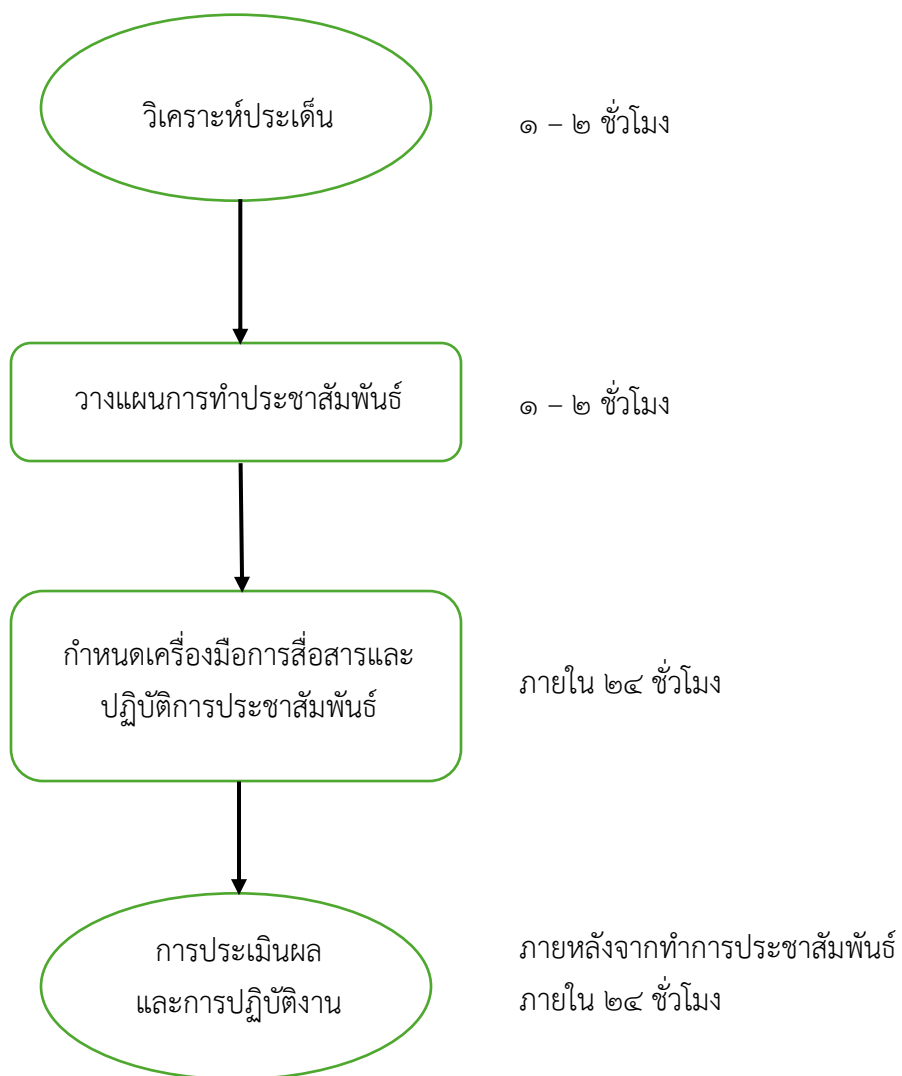 วิเคราะห์ประเด็น
๑ – ๒ ชั่วโมง
วางแผนการทำประชาสัมพันธ์
๑ – ๒ ชั่วโมง
กำหนดเครื่องมือการสื่อสารและ
ปฏิบัติการประชาสัมพันธ์
ภายใน ๒๔ ชั่วโมง
การประเมินผล
และการปฏิบัติงาน
ภายหลังจากทำการประชาสัมพันธ์
ภายใน ๒๔ ชั่วโมง